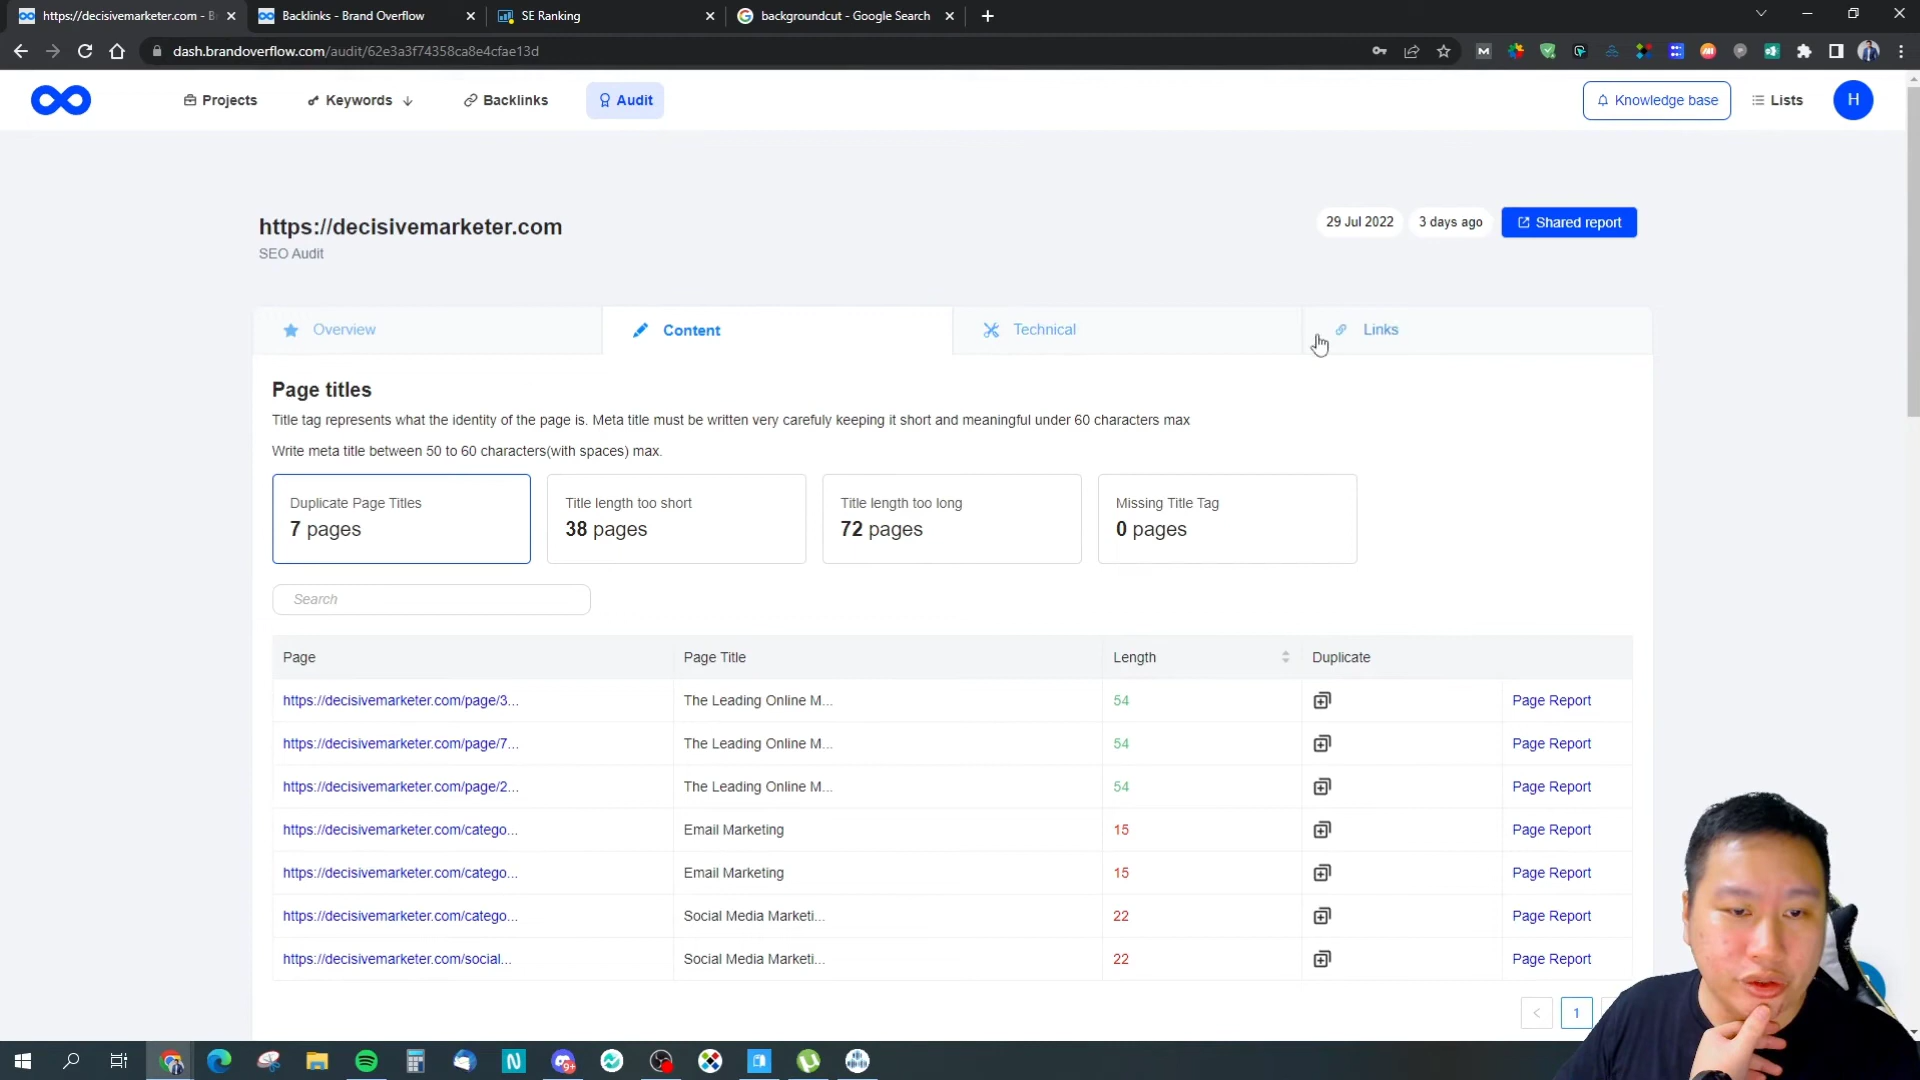 https://decisivemarketer.com - B
Backlinks - Brand Overflow
SE Ranking
backgroundcut - Google Search
dash.brandoverflow.com/audit/62e3a3f74358ca8e4cfae13d
Projects
Keywords
Backlinks
Audit
Knowledge base
Lists
H
https://decisivemarketer.com
SEO Audit
29 Jul 2022
3 days ago
Shared report
Overview
Content
Technical
Links
Page titles
Title tag represents what the identity of the page is. Meta title must be written very carefuly keeping it short and meaningful under 60 characters max
Write meta title between 50 to 60 characters(with spaces) max.
Duplicate Page Titles
7 pages
Title length too short
38 pages
Title length too long
72 pages
Missing Title Tag
0 pages
Search
Page Page Title Length Duplicate
https://decisivemarketer.com/page/3... The Leading Online M... 54 Page Report
https://decisivemarketer.com/page/7... The Leading Online M... 54 Page Report
https://decisivemarketer.com/page/2... The Leading Online M... 54 Page Report
https://decisivemarketer.com/catego... Email Marketing 15 Page Report
https://decisivemarketer.com/catego... Email Marketing 15 Page Report
https://decisivemarketer.com/catego... Social Media Marketi... 22 Page Report
https://decisivemarketer.com/social... Social Media Marketi... 22 Page Report
1